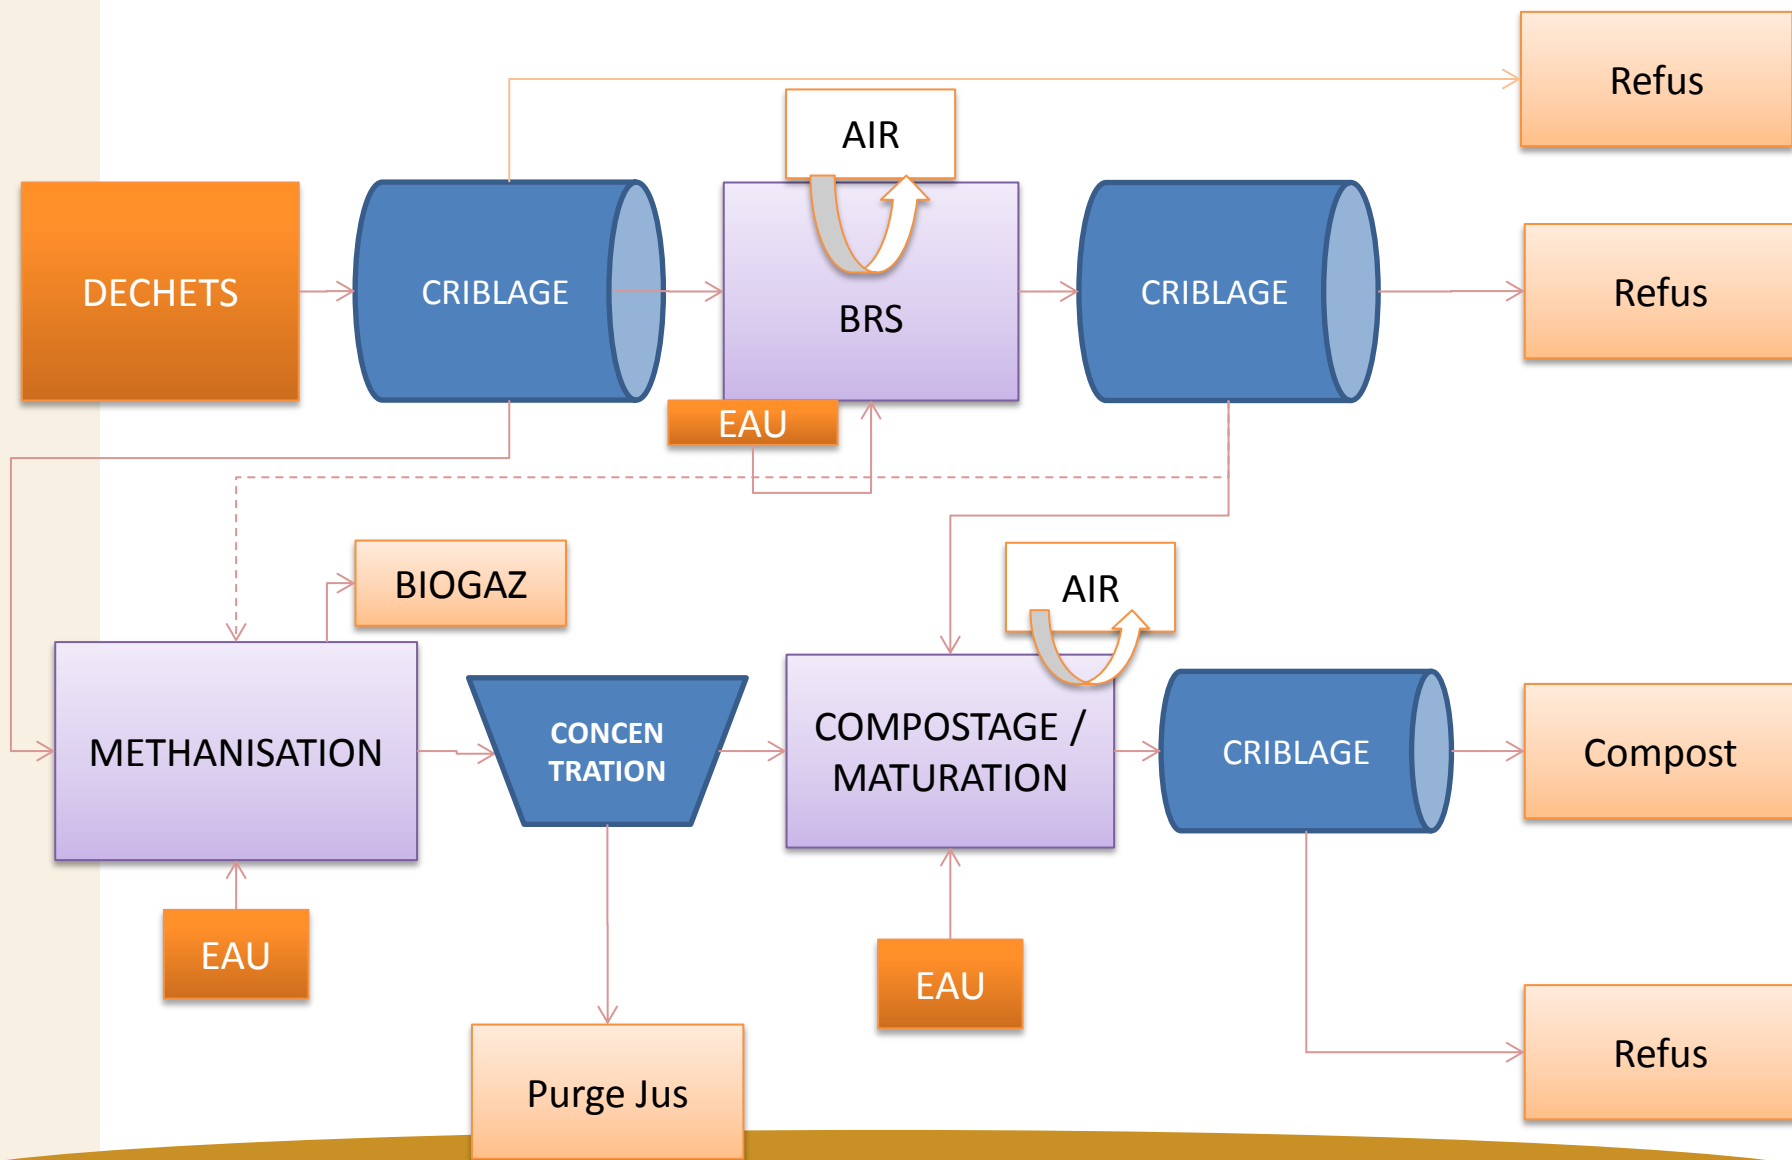 Refus
AIR
DECHETS
CRIBLAGE
BRS
CRIBLAGE
Refus
EAU
BIOGAZ
AIR
METHANISATION
CONCEN
TRATION
COMPOSTAGE /
MATURATION
CRIBLAGE
Compost
EAU
EAU
Refus
Purge Jus